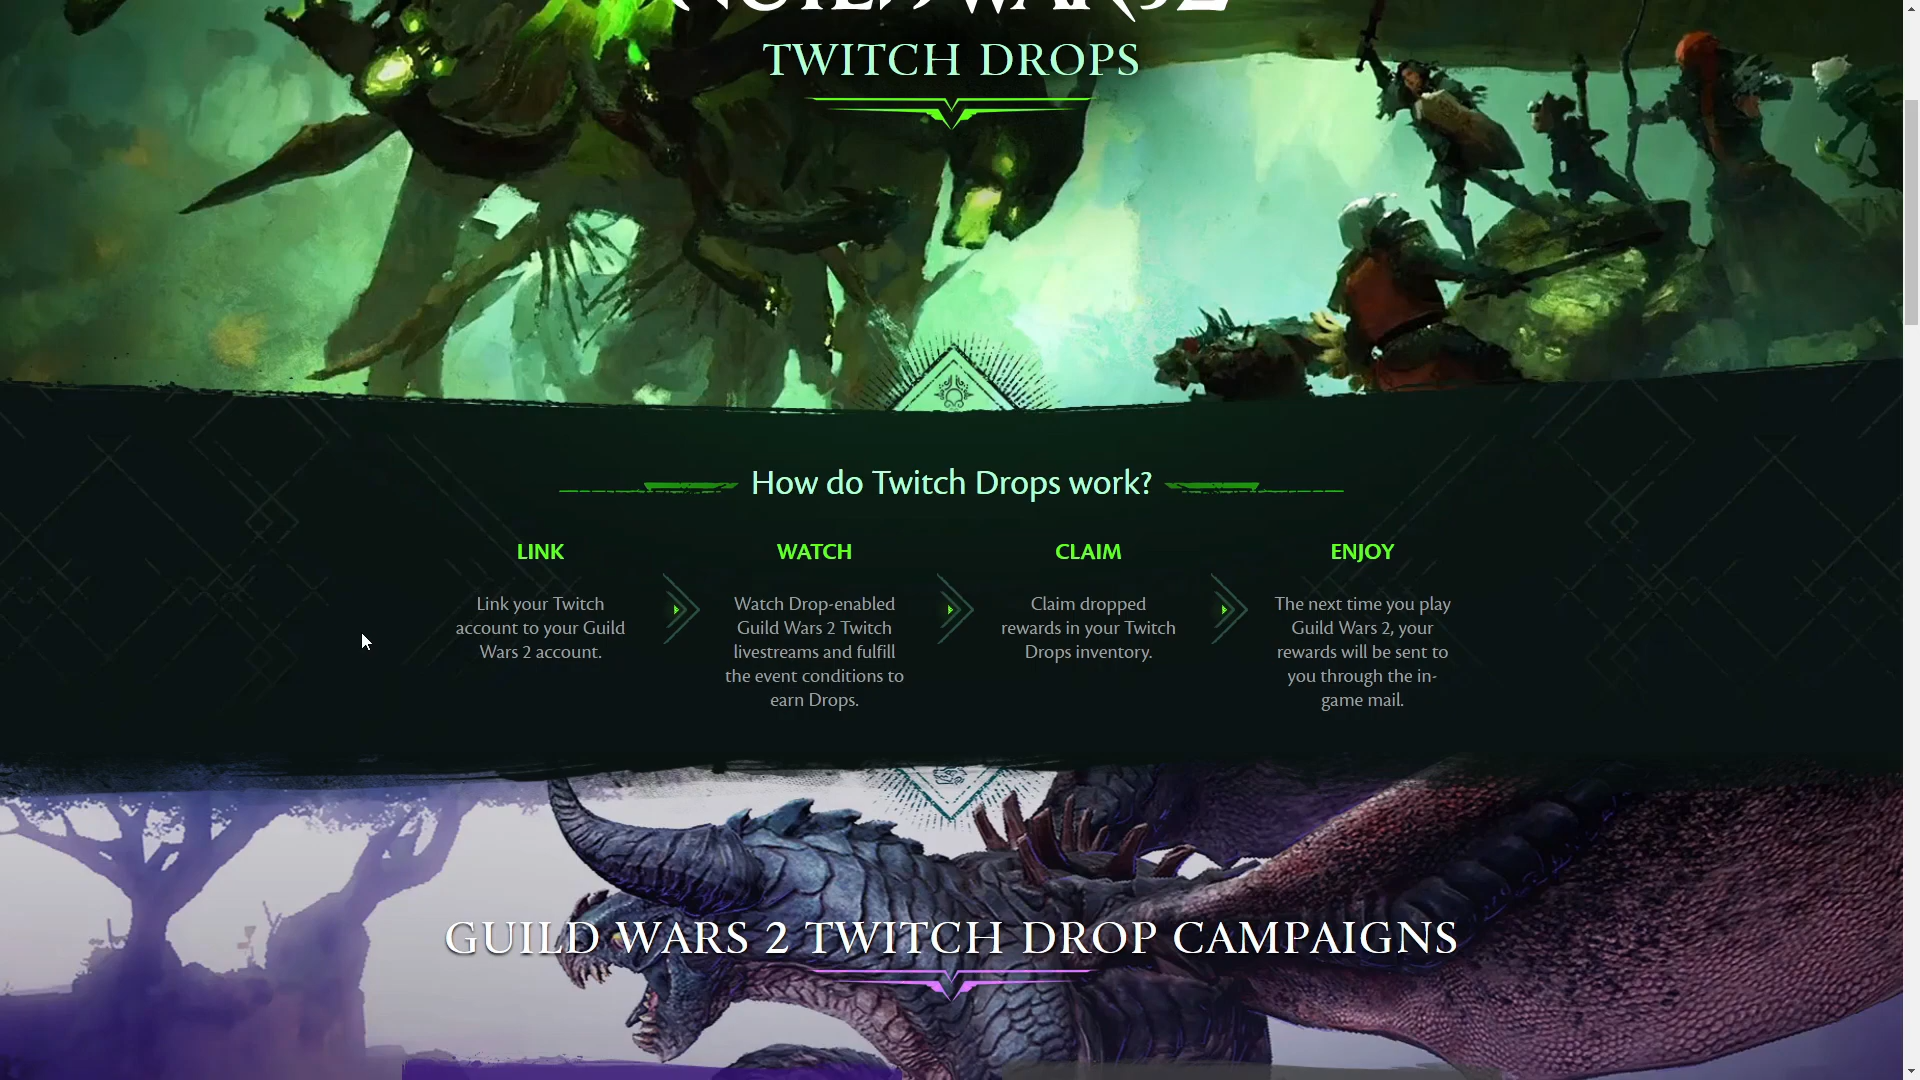 GUILD WARS 2
TWITCH DROPS
How do Twitch Drops work?
LINK
Link your Twitch
account to your Guild
Wars 2 account.
WATCH
Watch Drop-enabled
Guild Wars 2 Twitch
livestreams and fulfill
the event conditions to
earn Drops.
CLAIM
Claim dropped
rewards in your Twitch
Drops inventory.
ENJOY
The next time you play
Guild Wars 2, your
rewards will be sent to
you through the in-
game mail.
GUILD WARS 2 TWITCH DROP CAMPAIGNS